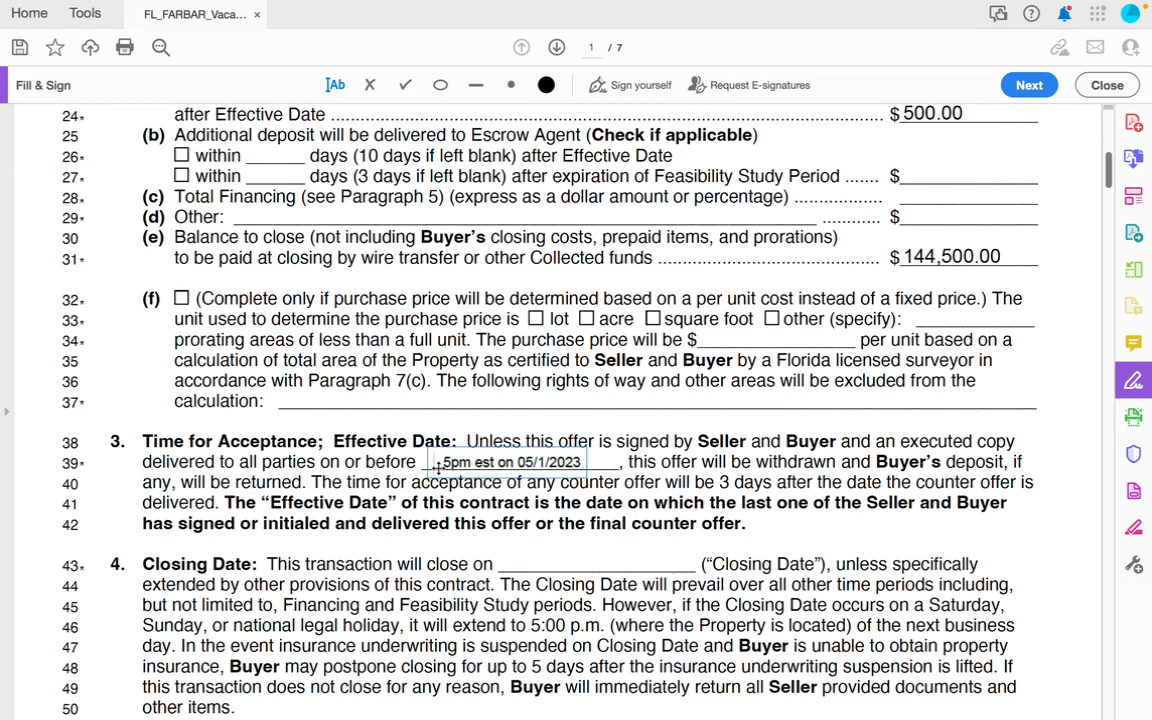 Home Tools FL_FARBAR_Vaca... ×
1 / 7
Fill & Sign Ab Sign yourself Request E-signatures Next Close
24* after Effective Date ........................................................................................................ $ 500.00
25 (b) Additional deposit will be delivered to Escrow Agent (Check if applicable)
26* ☐ within ______ days (10 days if left blank) after Effective Date
27* ☐ within ______ days (3 days if left blank) after expiration of Feasibility Study Period ....... $ ______________
28* (c) Total Financing (see Paragraph 5) (express as a dollar amount or percentage) .................. ______________
29* (d) Other: ____________________________________________________________ ............ $ ______________
30 (e) Balance to close (not including Buyer's closing costs, prepaid items, and prorations)
31* to be paid at closing by wire transfer or other Collected funds ............................................. $ 144,500.00
32* (f) ☐ (Complete only if purchase price will be determined based on a per unit cost instead of a fixed price.) The
33* unit used to determine the purchase price is ☐ lot ☐ acre ☐ square foot ☐ other (specify): ____________
34* prorating areas of less than a full unit. The purchase price will be $ ________________ per unit based on a
35 calculation of total area of the Property as certified to Seller and Buyer by a Florida licensed surveyor in
36 accordance with Paragraph 7(c). The following rights of way and other areas will be excluded from the
37* calculation: ______________________________________________________________________________
38 3. Time for Acceptance; Effective Date: Unless this offer is signed by Seller and Buyer and an executed copy
39* delivered to all parties on or before 5pm est on 05/1/2023 , this offer will be withdrawn and Buyer's deposit, if
40 any, will be returned. The time for acceptance of any counter offer will be 3 days after the date the counter offer is
41 delivered. The “Effective Date” of this contract is the date on which the last one of the Seller and Buyer
42 has signed or initialed and delivered this offer or the final counter offer.
43* 4. Closing Date: This transaction will close on ____________________ (“Closing Date”), unless specifically
44 extended by other provisions of this contract. The Closing Date will prevail over all other time periods including,
45 but not limited to, Financing and Feasibility Study periods. However, if the Closing Date occurs on a Saturday,
46 Sunday, or national legal holiday, it will extend to 5:00 p.m. (where the Property is located) of the next business
47 day. In the event insurance underwriting is suspended on Closing Date and Buyer is unable to obtain property
48 insurance, Buyer may postpone closing for up to 5 days after the insurance underwriting suspension is lifted. If
49 this transaction does not close for any reason, Buyer will immediately return all Seller provided documents and
50 other items.